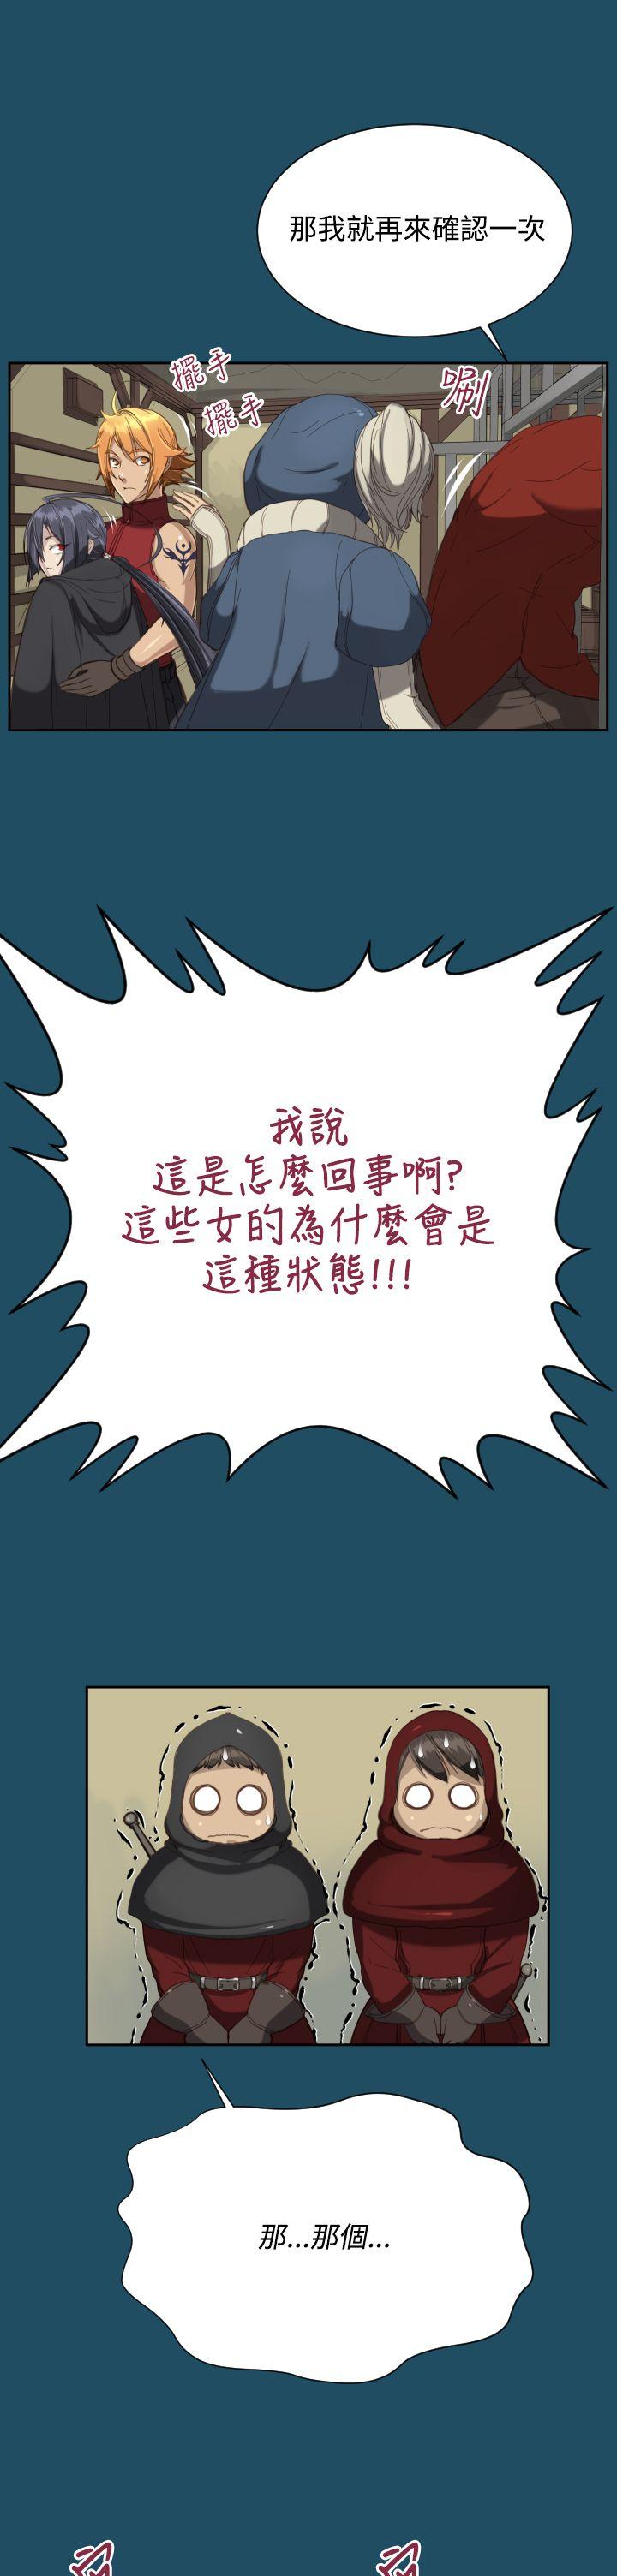 那我就再來確認一次
擺手
擺手
唰
我說
這是怎麼回事啊?
這些女的為什麼會是
這種狀態!!!
那...那個...